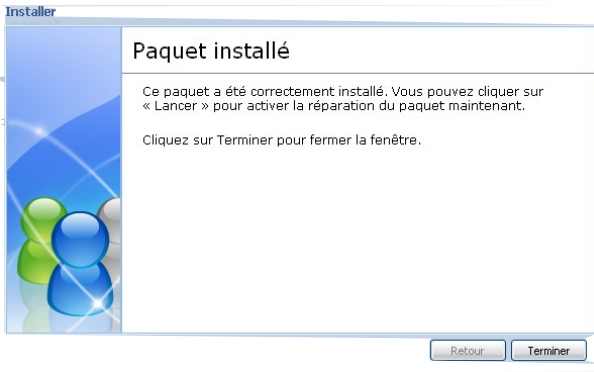 Installer
Paquet installé
Ce paquet a été correctement installé. Vous pouvez cliquer sur
« Lancer » pour activer la réparation du paquet maintenant.
Cliquez sur Terminer pour fermer la fenêtre.
Retour
Terminer